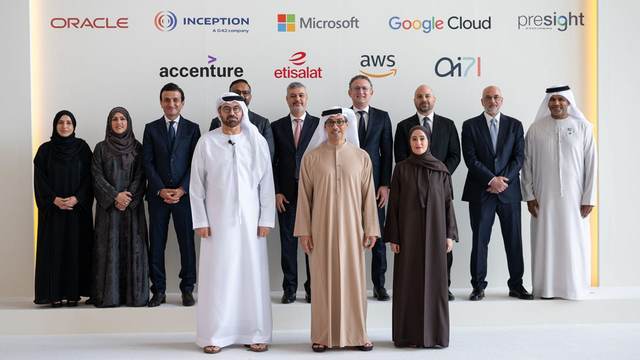 ORACLE
INCEPTION
A G42 company
Microsoft
Google Cloud
presight
accenture
etisalat
aws
Ai71